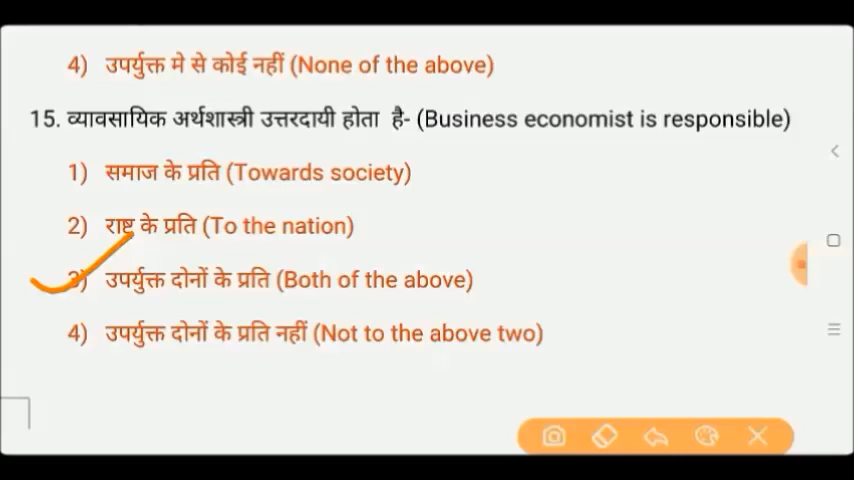 4) उपर्युक्त मे से कोई नहीं (None of the above)
15. व्यावसायिक अर्थशास्त्री उत्तरदायी होता है- (Business economist is responsible)
1) समाज के प्रति (Towards society)
2) राष्ट्र के प्रति (To the nation)
3) उपर्युक्त दोनों के प्रति (Both of the above)
4) उपर्युक्त दोनों के प्रति नहीं (Not to the above two)